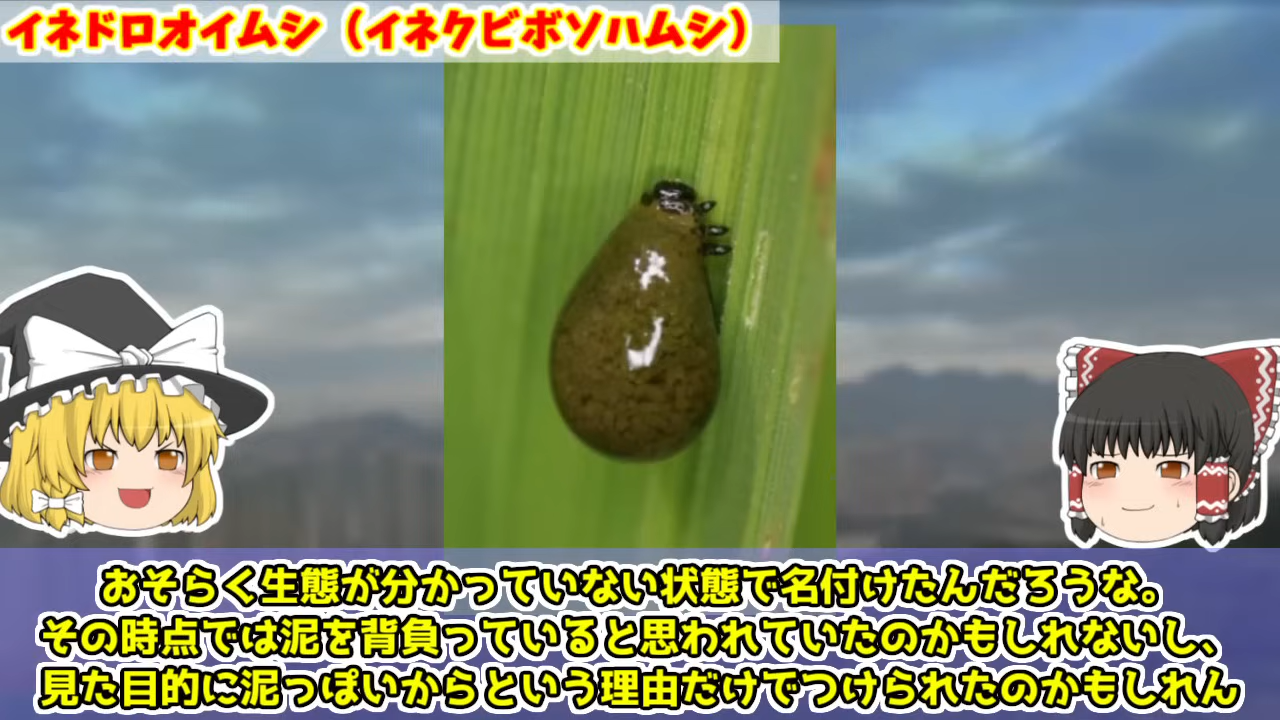 イネドロオイムシ（イネクビボソハムシ）
おそらく生態が分かっていない状態で名付けたんだろうな。
その時点では泥を背負っていると思われていたのかもしれないし、
見た目的に泥っぽいからという理由だけでつけられたのかもしれん